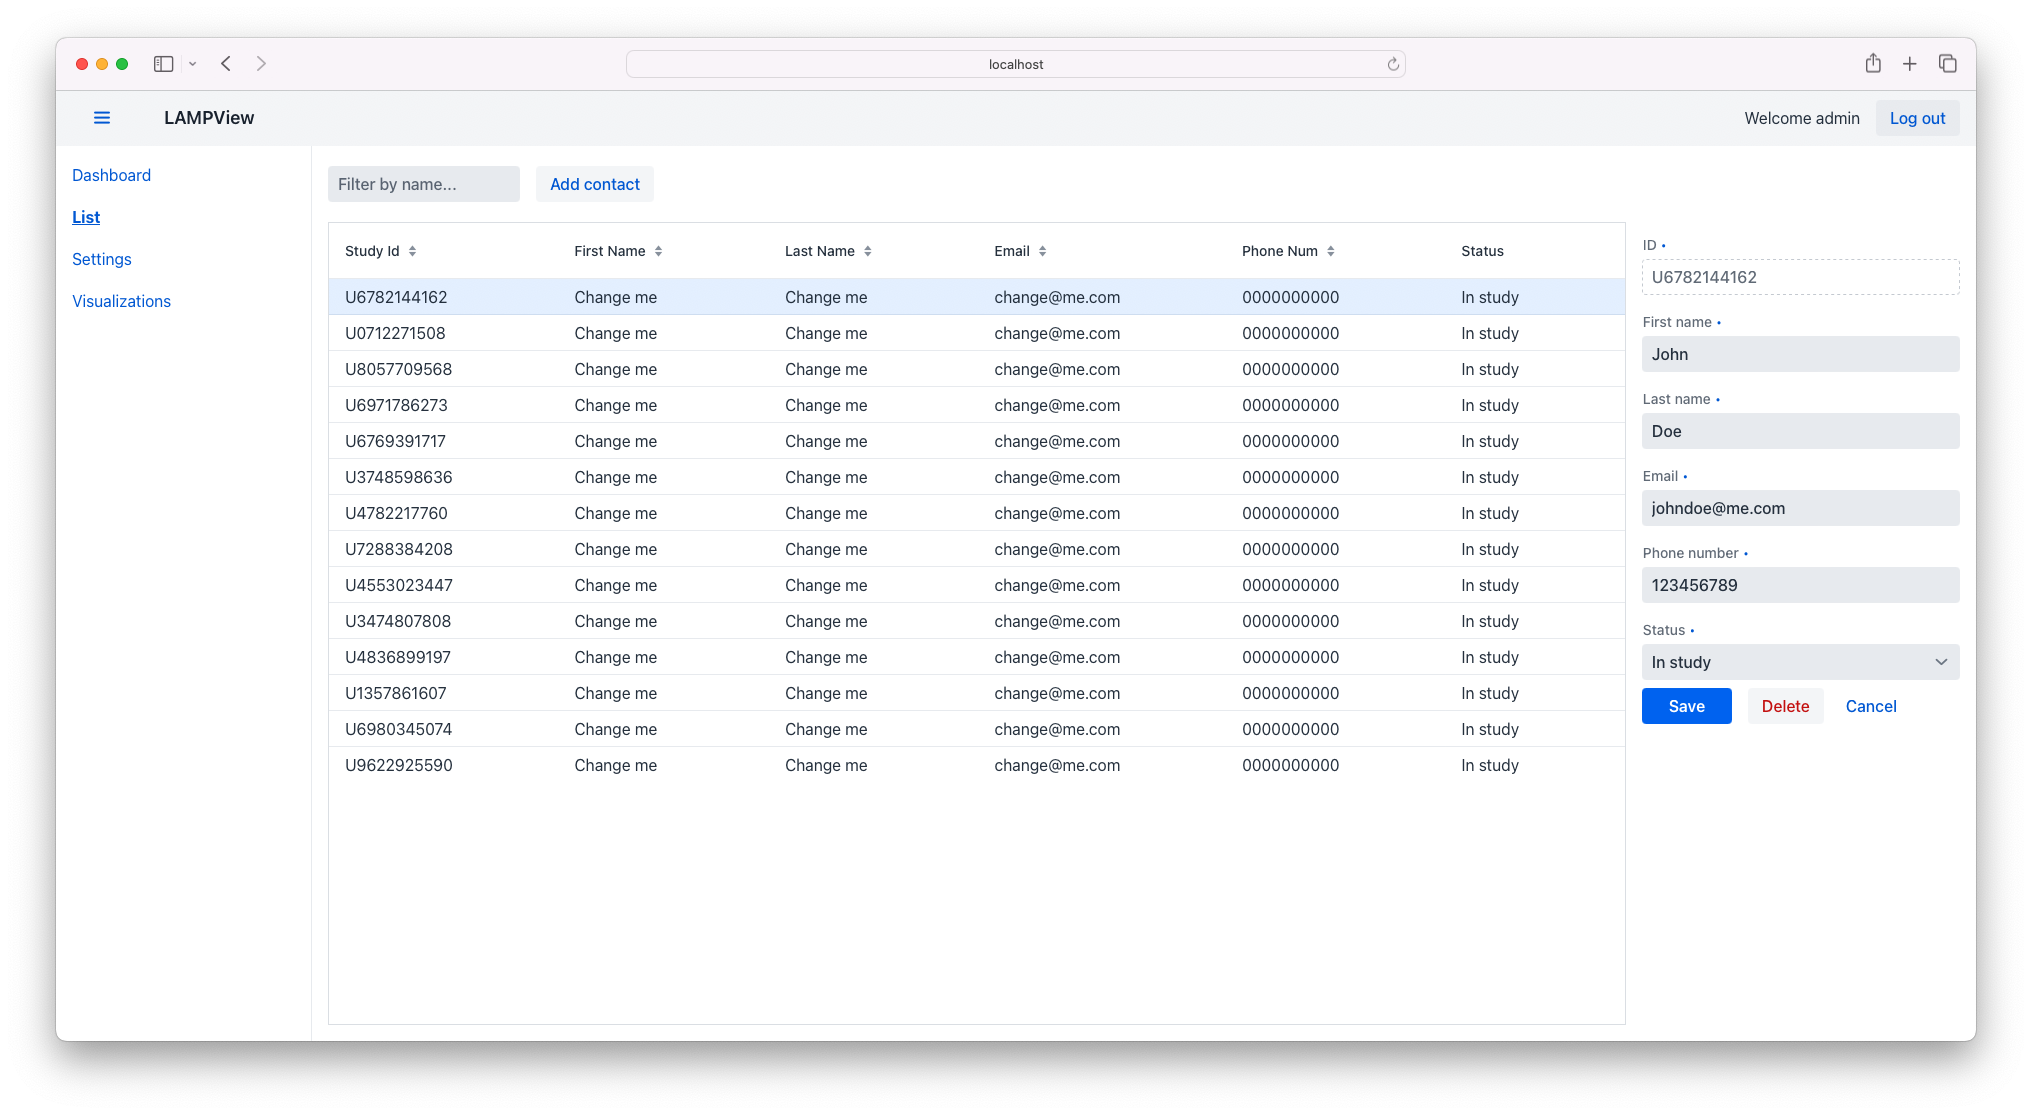 localhost
LAMPView
Welcome admin Log out
Dashboard
List
Settings
Visualizations
Filter by name... Add contact
Study Id First Name Last Name Email Phone Num Status
U6782144162 Change me Change me change@me.com 0000000000 In study
U0712271508 Change me Change me change@me.com 0000000000 In study
U8057709568 Change me Change me change@me.com 0000000000 In study
U6971786273 Change me Change me change@me.com 0000000000 In study
U6769391717 Change me Change me change@me.com 0000000000 In study
U3748598636 Change me Change me change@me.com 0000000000 In study
U4782217760 Change me Change me change@me.com 0000000000 In study
U7288384208 Change me Change me change@me.com 0000000000 In study
U4553023447 Change me Change me change@me.com 0000000000 In study
U3474807808 Change me Change me change@me.com 0000000000 In study
U4836899197 Change me Change me change@me.com 0000000000 In study
U1357861607 Change me Change me change@me.com 0000000000 In study
U6980345074 Change me Change me change@me.com 0000000000 In study
U9622925590 Change me Change me change@me.com 0000000000 In study
ID •
U6782144162
First name •
John
Last name •
Doe
Email •
johndoe@me.com
Phone number •
123456789
Status •
In study
Save Delete Cancel